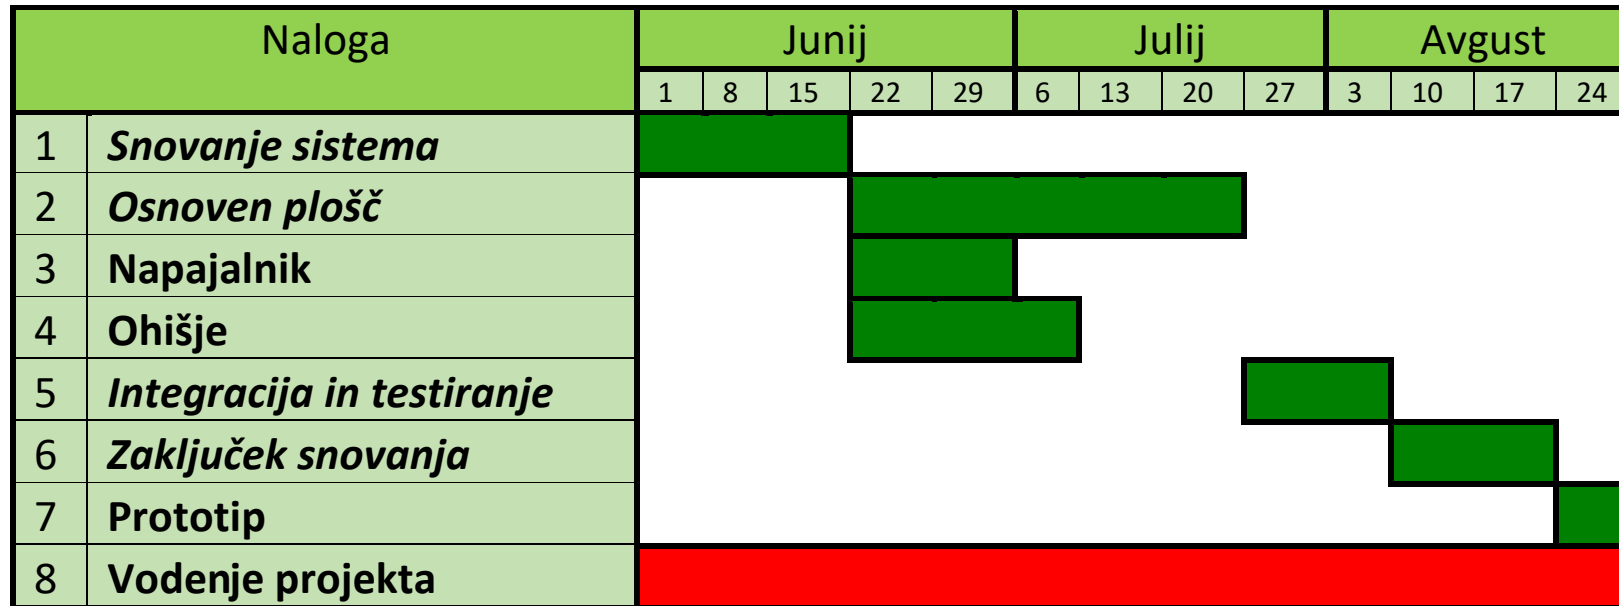 Naloga Junij Julij Avgust
1 8 15 22 29 6 13 20 27 3 10 17 24
1 Snovanje sistema
2 Osnoven plošč
3 Napajalnik
4 Ohišje
5 Integracija in testiranje
6 Zaključek snovanja
7 Prototip
8 Vodenje projekta